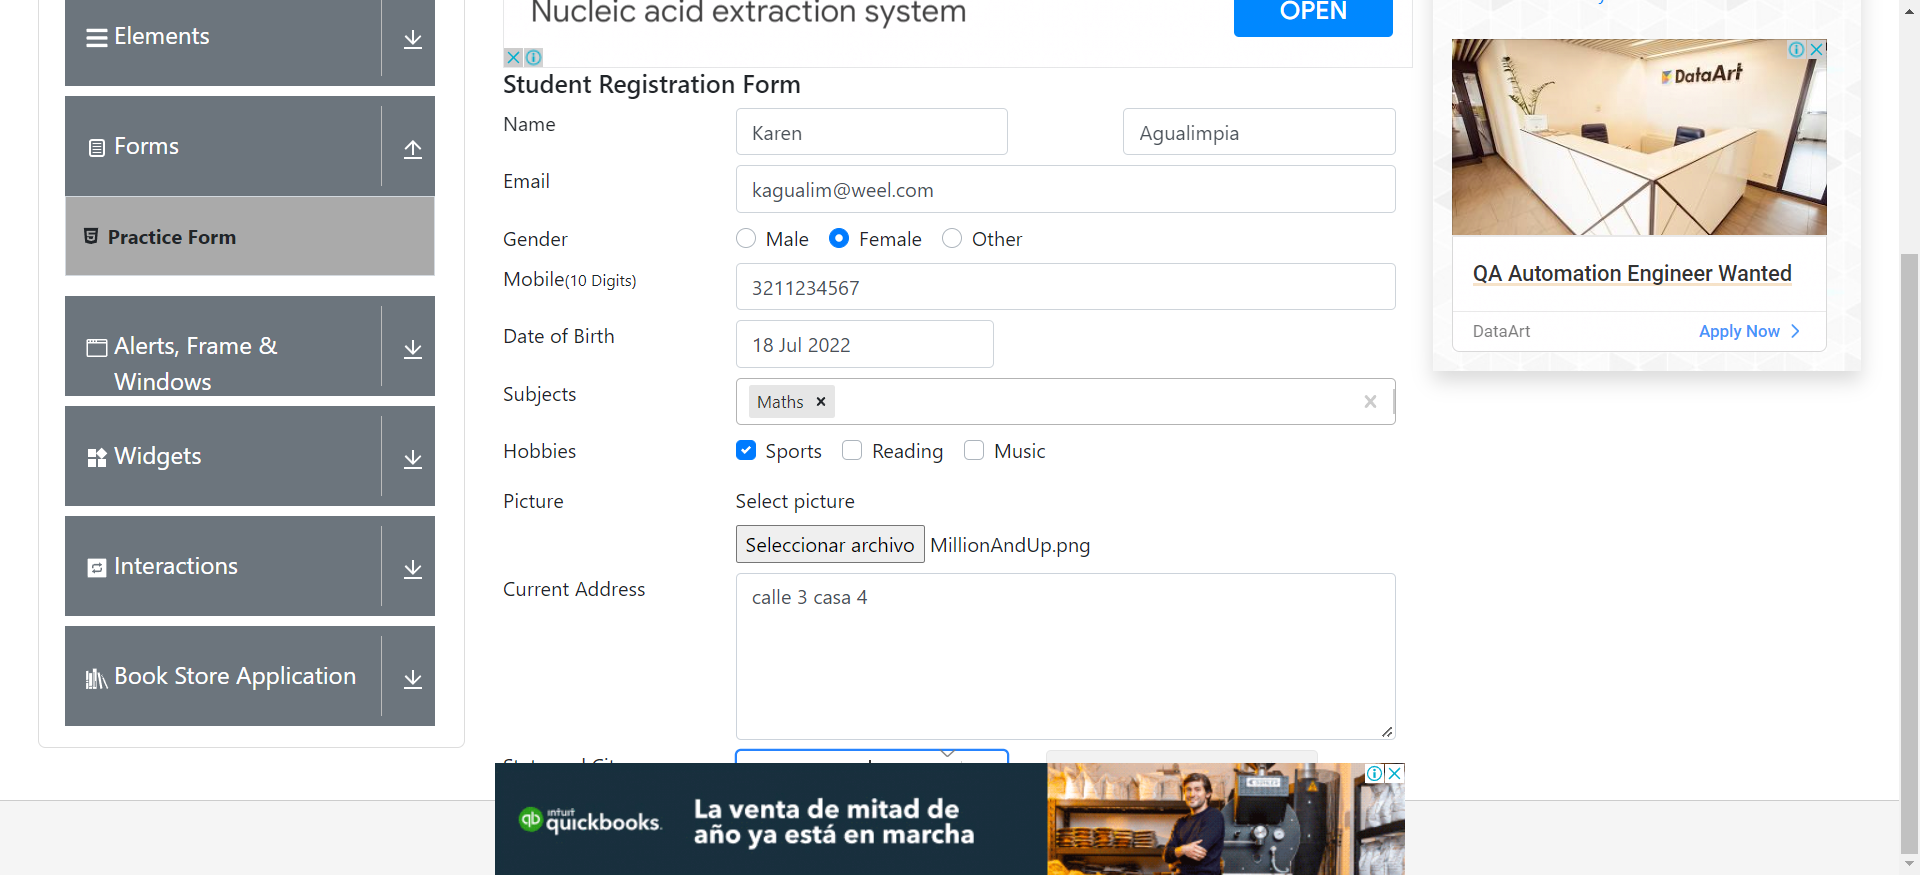 Elements
Forms
Practice Form
Alerts, Frame &
Windows
Widgets
Interactions
Book Store Application
Nucleic acid extraction system
OPEN
Student Registration Form
Name
Karen
Agualimpia
Email
kagualim@weel.com
Gender
Male
Female
Other
Mobile(10 Digits)
3211234567
Date of Birth
18 Jul 2022
Subjects
Maths
Hobbies
Sports
Reading
Music
Picture
Select picture
Seleccionar archivo
MillionAndUp.png
Current Address
calle 3 casa 4
intuit
quickbooks.
La venta de mitad de
año ya está en marcha
DataArt
QA Automation Engineer Wanted
DataArt
Apply Now